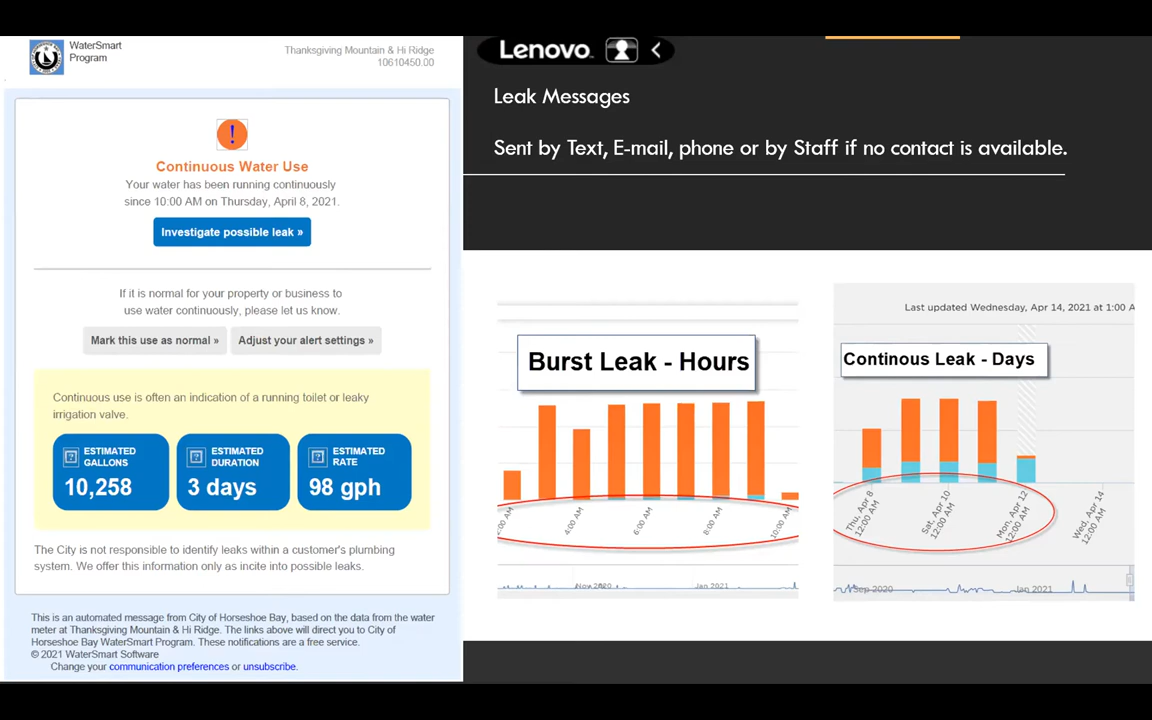 WaterSmart
Program
Thanksgiving Mountain & Hi Ridge
10610450.00
!
Continuous Water Use
Your water has been running continuously
since 10:00 AM on Thursday, April 8, 2021.
Investigate possible leak »
If it is normal for your property or business to
use water continuously, please let us know.
Mark this use as normal »
Adjust your alert settings »
Continuous use is often an indication of a running toilet or leaky
irrigation valve.
? ESTIMATED
GALLONS
10,258
? ESTIMATED
DURATION
3 days
? ESTIMATED
RATE
98 gph
The City is not responsible to identify leaks within a customer's plumbing
system. We offer this information only as incite into possible leaks.
This is an automated message from City of Horseshoe Bay, based on the data from the water
meter at Thanksgiving Mountain & Hi Ridge. The links above will direct you to City of
Horseshoe Bay WaterSmart Program. These notifications are a free service.
© 2021 WaterSmart Software
Change your communication preferences or unsubscribe.
Lenovo
Leak Messages
Sent by Text, E-mail, phone or by Staff if no contact is available.
Burst Leak - Hours
:00 AM
4:00 AM
6:00 AM
8:00 AM
10:00 AM
Nov 2020
Jan 2021
Last updated Wednesday, Apr 14, 2021 at 1:00 A
Continous Leak - Days
Thu, Apr 8
12:00 AM
Sat, Apr 10
12:00 AM
Mon, Apr 12
12:00 AM
Wed, Apr 14
12:00 AM
Sep 2020
Jan 2021